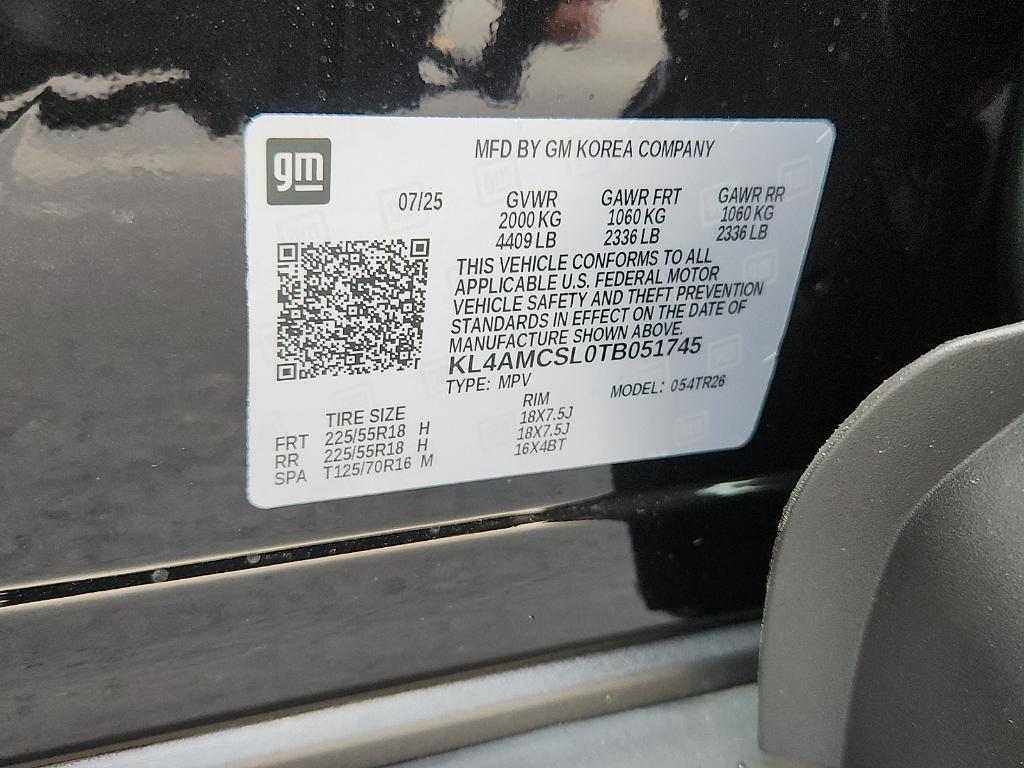 gm
MFD BY GM KOREA COMPANY
07/25 GVWR GAWR FRT GAWR RR
2000 KG 1060 KG 1060 KG
4409 LB 2336 LB 2336 LB
THIS VEHICLE CONFORMS TO ALL
APPLICABLE U.S. FEDERAL MOTOR
VEHICLE SAFETY AND THEFT PREVENTION
STANDARDS IN EFFECT ON THE DATE OF
MANUFACTURE SHOWN ABOVE.
KL4AMCSL0TB051745
TYPE: MPV MODEL: 054TR26
TIRE SIZE RIM
FRT 225/55R18 H 18X7.5J
RR 225/55R18 H 18X7.5J
SPA T125/70R16 M 16X4BT